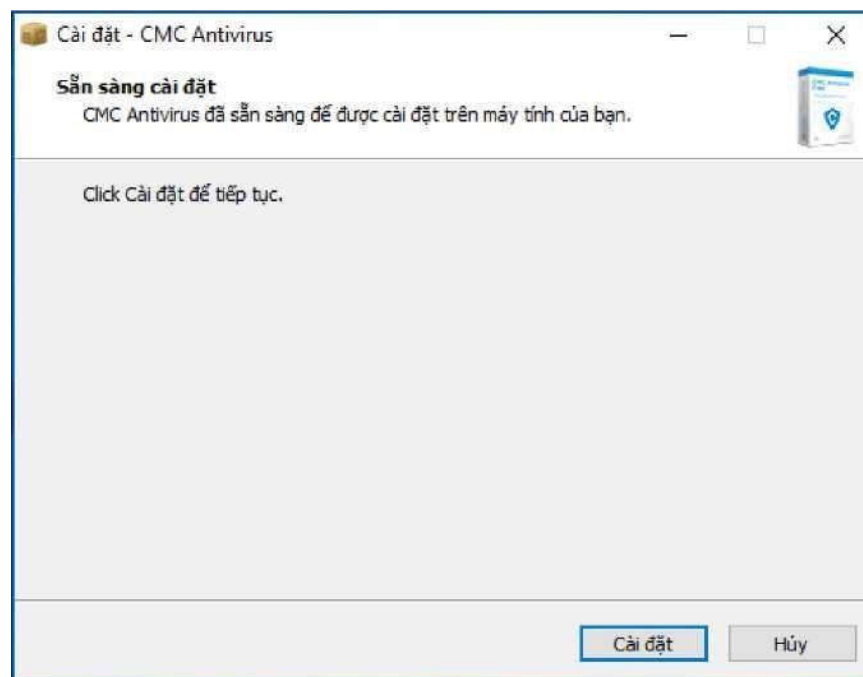 Cài đặt - CMC Antivirus
Sẵn sàng cài đặt
CMC Antivirus đã sẵn sàng để được cài đặt trên máy tính của bạn.
Click Cài đặt để tiếp tục.
Cài đặt
Hủy